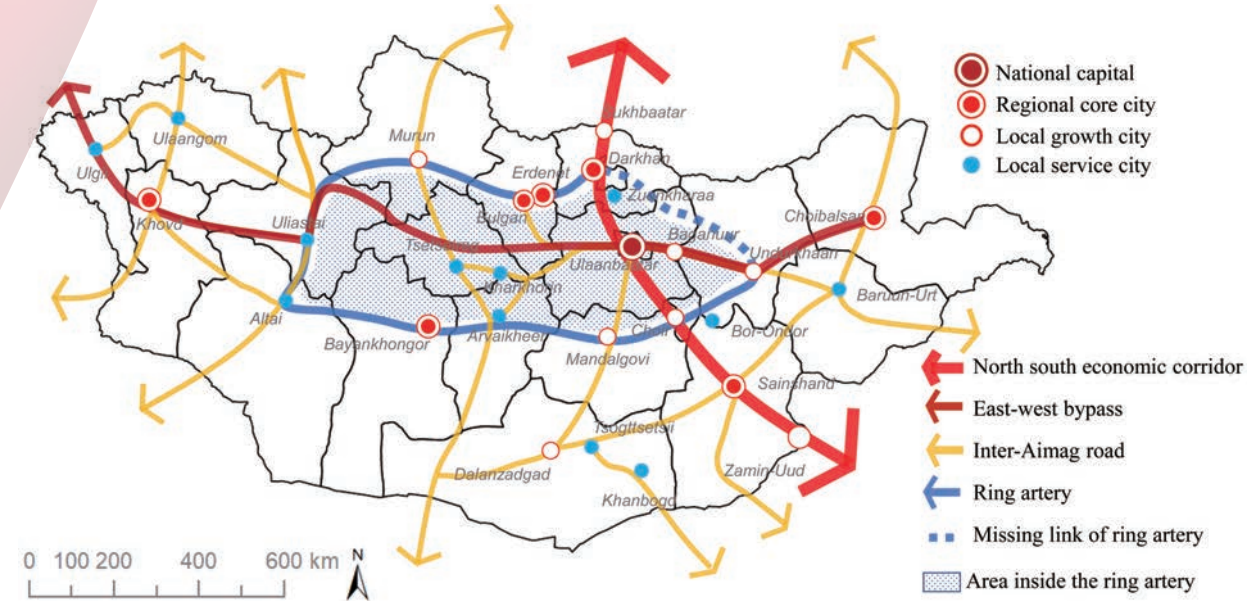 National capital
Regional core city
Local growth city
Local service city
Sukhbaatar
Ulaangom
Murun
Darkhan
Ulgii
Erdenet
Zuunkharaa
Khovd
Uliastai
Bulgan
Choibalsan
Baganuur
Undurkhaan
Ulaanbaatar
Kharkhorin
Baruun-Urt
Altai
Bayankhongor
Arvaikheer
Choir
Bor-Ondor
Mandalgovi
Sainshand
Tsogttsetsii
Dalanzadgad
Zamin-Uud
Khanbogd
North south economic corridor
East-west bypass
Inter-Aimag road
Ring artery
Missing link of ring artery
Area inside the ring artery
0 100 200 400 600 km
N